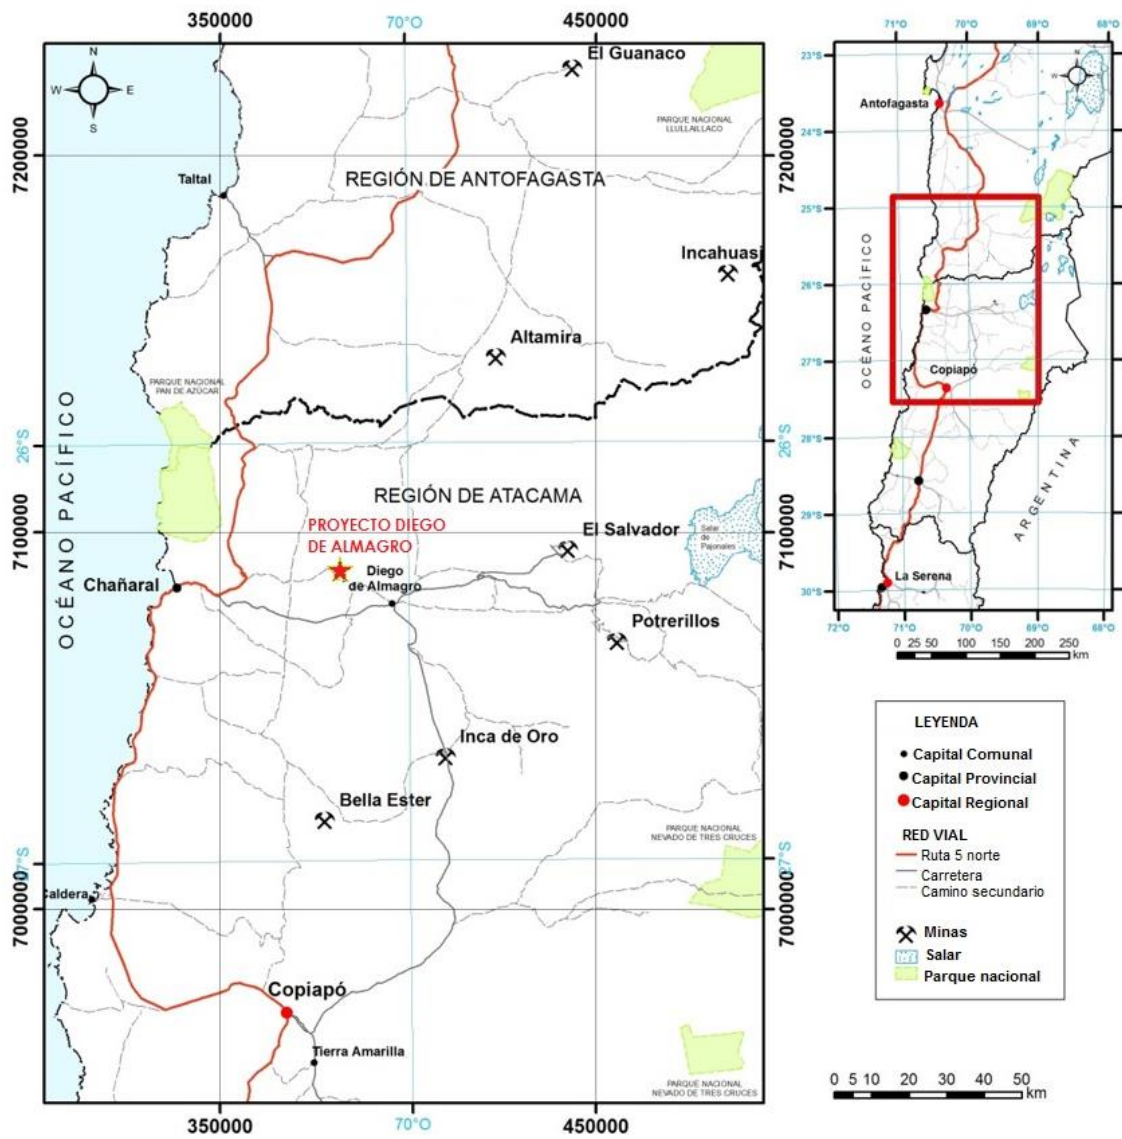 350000
70°O
450000
N
W
E
S
El Guanaco
PARQUE NACIONAL
LLULLAILLACO
7200000
7200000
Taltal
REGIÓN DE ANTOFAGASTA
Incahuasi
Altamira
PARQUE NACIONAL
PAN DE AZÚCAR
OCÉANO PACÍFICO
26°S
26°S
REGIÓN DE ATACAMA
7100000
7100000
PROYECTO DIEGO
DE ALMAGRO
El Salvador
Salar
de
Pajonales
Chañaral
Diego
de Almagro
Potrerillos
Inca de Oro
Bella Ester
PARQUE NACIONAL
NEVADO DE TRES CRUCES
7°S
27°S
Caldera
7000000
7000000
Copiapó
Tierra Amarilla
PARQUE NACIONAL
NEVADO DE TRES CRUCES
350000
70°O
450000
71°O
70°O
69°O
68°O
N
W
E
S
23°S
Antofagasta
24°S
25°S
26°S
OCÉANO PACÍFICO
27°S
Copiapó
28°S
ARGENTINA
29°S
La Serena
30°S
72°O
71°O
70°O
69°O
68°O
0 25 50 100 150 200 250
km
LEYENDA
Capital Comunal
Capital Provincial
Capital Regional
RED VIAL
Ruta 5 norte
Carretera
Camino secundario
Minas
Salar
Parque nacional
0 5 10 20 30 40 50
km